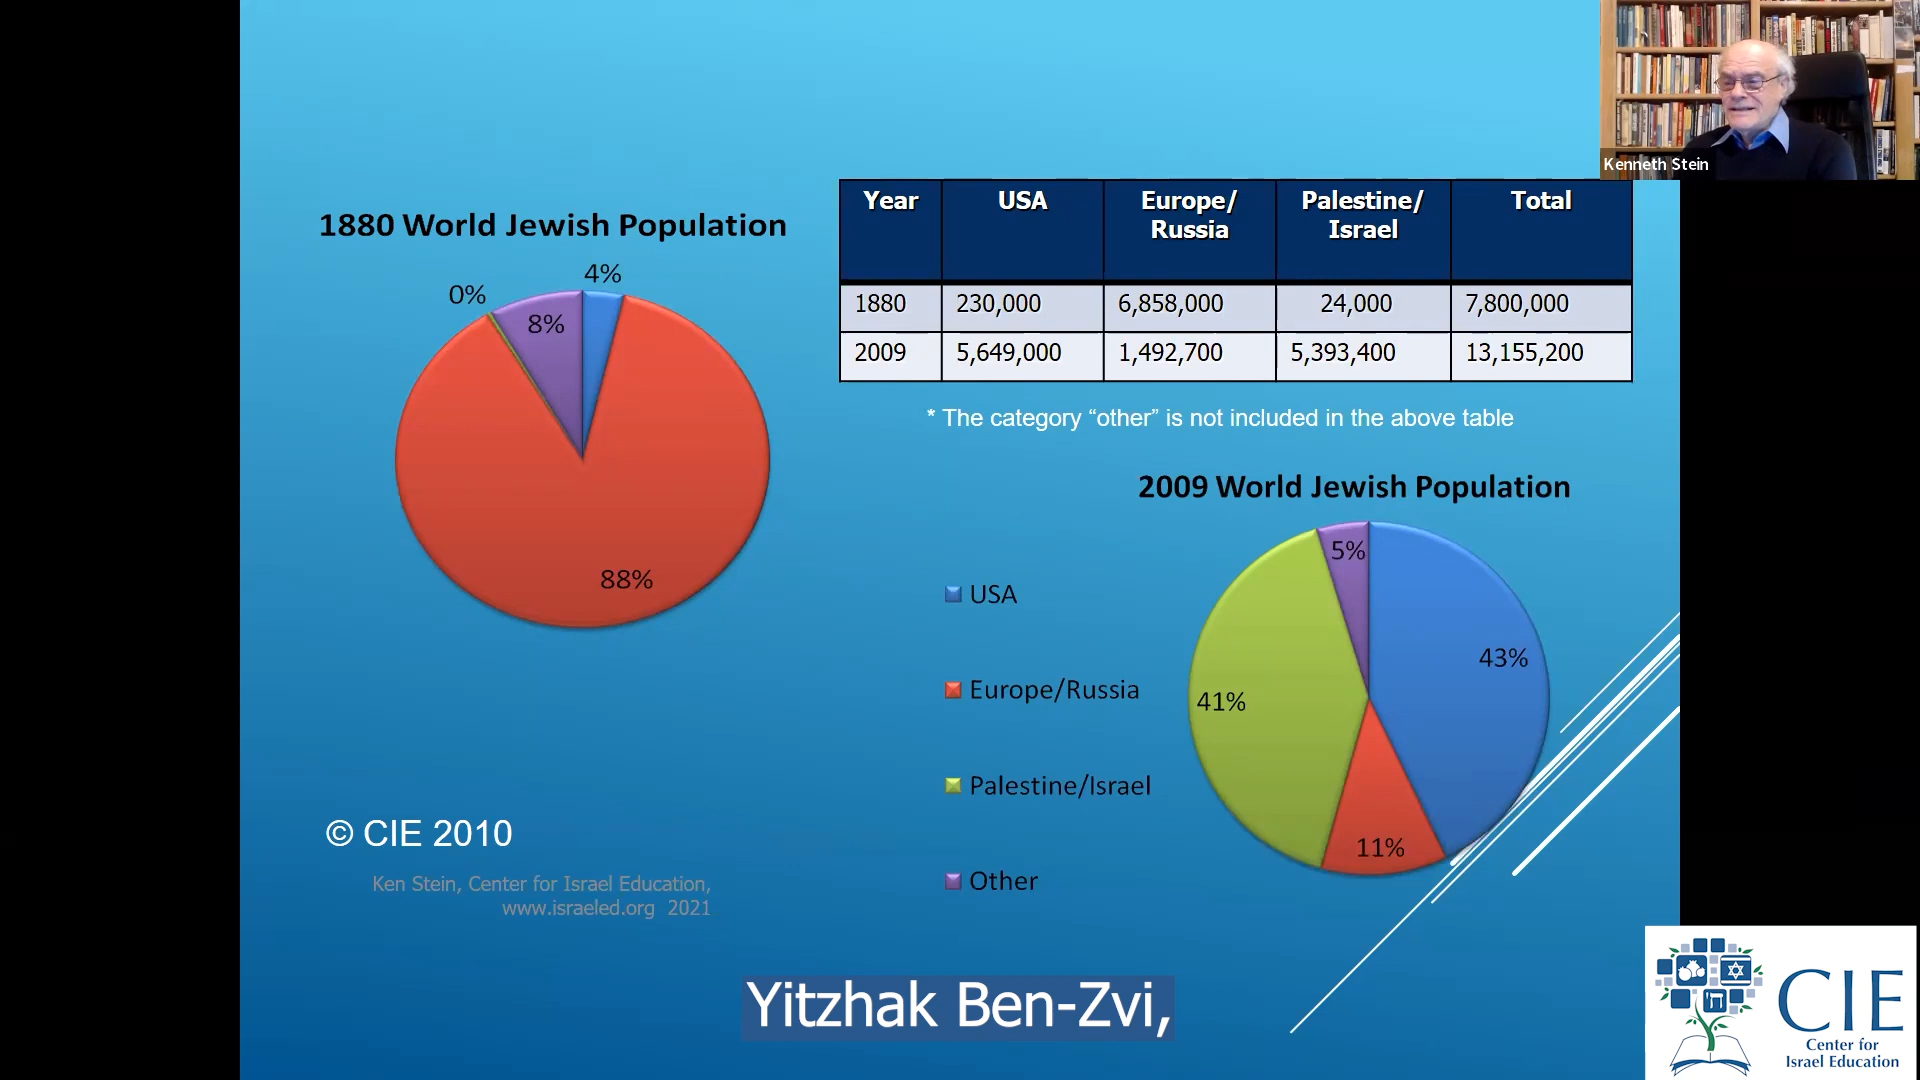 Kenneth Stein
1880 World Jewish Population
4%
0%
8%
88%
Year USA Europe/ Russia Palestine/ Israel Total
1880 230,000 6,858,000 24,000 7,800,000
2009 5,649,000 1,492,700 5,393,400 13,155,200
* The category “other” is not included in the above table
2009 World Jewish Population
5%
43%
41%
11%
USA
Europe/Russia
Palestine/Israel
Other
© CIE 2010
Ken Stein, Center for Israel Education,
www.israeled.org 2021
Yitzhak Ben-Zvi,
CIE
Center for
Israel Education